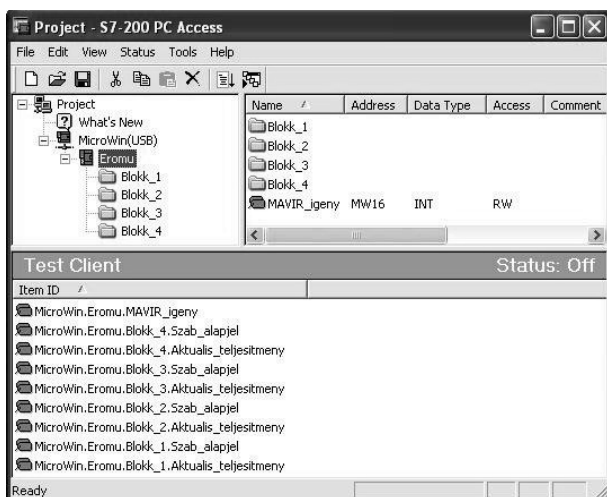 Project - S7-200 PC Access
File Edit View Status Tools Help
Project
What's New
MicroWin(USB)
Eromu
Blokk_1
Blokk_2
Blokk_3
Blokk_4
Name Address Data Type Access Comment
Blokk_1
Blokk_2
Blokk_3
Blokk_4
MAVIR_igeny MW16 INT RW
Test Client Status: Off
Item ID
MicroWin.Eromu.MAVIR_igeny
MicroWin.Eromu.Blokk_4.Szab_alapjel
MicroWin.Eromu.Blokk_4.Aktualis_teljesitmeny
MicroWin.Eromu.Blokk_3.Szab_alapjel
MicroWin.Eromu.Blokk_3.Aktualis_teljesitmeny
MicroWin.Eromu.Blokk_2.Szab_alapjel
MicroWin.Eromu.Blokk_2.Aktualis_teljesitmeny
MicroWin.Eromu.Blokk_1.Szab_alapjel
MicroWin.Eromu.Blokk_1.Aktualis_teljesitmeny
Ready